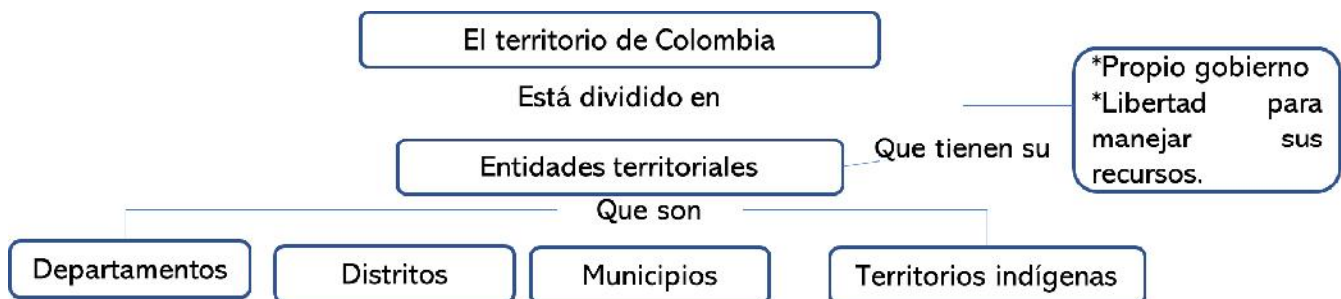 El territorio de Colombia
Está dividido en
Entidades territoriales
Que tienen su
*Propio gobierno
*Libertad para
manejar sus
recursos.
Que son
Departamentos
Distritos
Municipios
Territorios indígenas